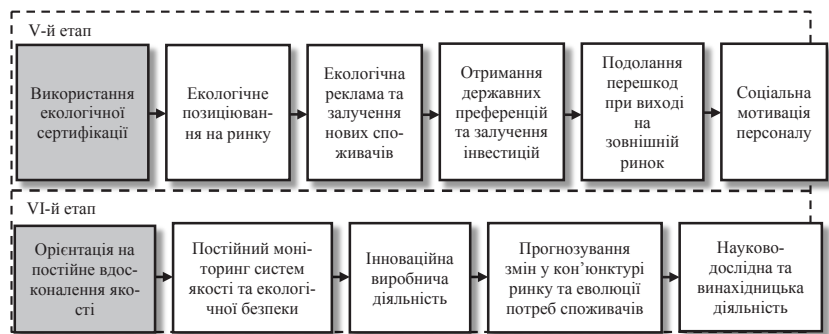 V-й етап
Використання
екологічної
сертифікації
Екологічне
позиціюван-
ня на ринку
Екологічна
реклама та
залучення
нових спо-
живачів
Отримання
державних
преференцій
та залучення
інвестицій
Подолання
перешкод
при виході
на
зовнішній
ринок
Соціальна
мотивація
персоналу
VI-й етап
Орієнтація на
постійне вдос-
коналення яко-
сті
Постійний моні-
торинг систем
якості та екологі-
чної безпеки
Інноваційна
виробнича
діяльність
Прогнозування
змін у кон’юнктурі
ринку та еволюції
потреб споживачів
Науково-
дослідна та
винахідницька
діяльність